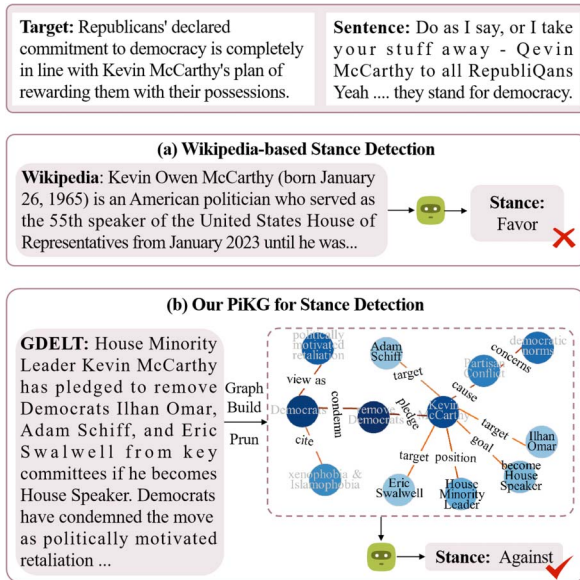 Target: Republicans' declared
commitment to democracy is completely
in line with Kevin McCarthy's plan of
rewarding them with their possessions.
Sentence: Do as I say, or I take
your stuff away - Qevin
McCarthy to all RepubliQans
Yeah .... they stand for democracy.
(a) Wikipedia-based Stance Detection
Wikipedia: Kevin Owen McCarthy (born January
26, 1965) is an American politician who served as
the 55th speaker of the United States House of
Representatives from January 2023 until he was...
Stance:
Favor
(b) Our PiKG for Stance Detection
GDELT: House Minority
Leader Kevin McCarthy
has pledged to remove
Democrats Ilhan Omar,
Adam Schiff, and Eric
Swalwell from key
committees if he becomes
House Speaker. Democrats
have condemned the move
as politically motivated
retaliation ...
Graph
Build
Prun
politically
motivated
retaliation
Adam
Schiff
Partisan
Conflict
democratic
norms
concerns
view as
target
cause
Democrats
condemn
emove
Democrats
pledge
Kevin
McCarthy
target
Ilhan
Omar
cite
goal
target
position
xenophobia &
Islamophobia
Eric
Swalwell
House
Minority
Leader
become
House
Speaker
Stance: Against